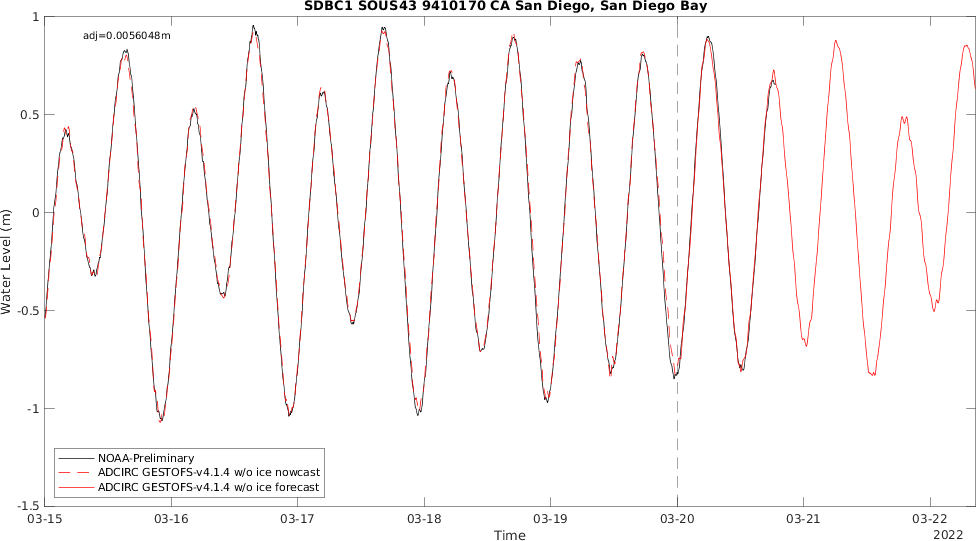 SDBC1 SOUS43 9410170 CA San Diego, San Diego Bay
adj=0.0056048m
1
0.5
0
-0.5
-1
-1.5
Water Level (m)
NOAA-Preliminary
ADCIRC GESTOFS-v4.1.4 w/o ice nowcast
ADCIRC GESTOFS-v4.1.4 w/o ice forecast
03-15 03-16 03-17 03-18 03-19 03-20 03-21 03-22
Time
2022